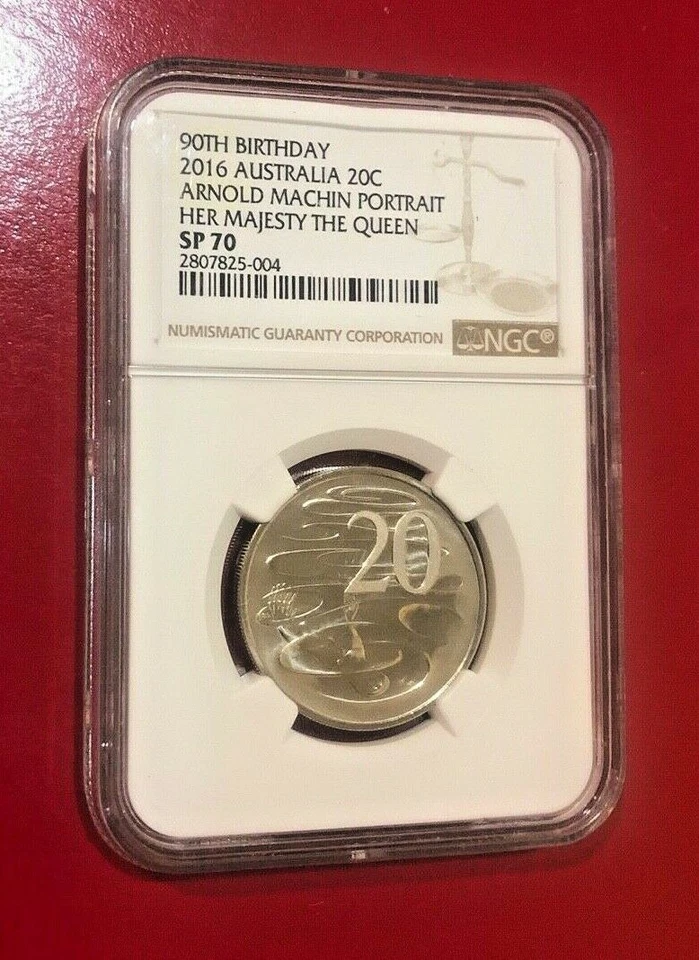 90TH BIRTHDAY
2016 AUSTRALIA 20C
ARNOLD MACHIN PORTRAIT
HER MAJESTY THE QUEEN
SP 70
2807825-004
NUMISMATIC GUARANTY CORPORATION NGC®
20